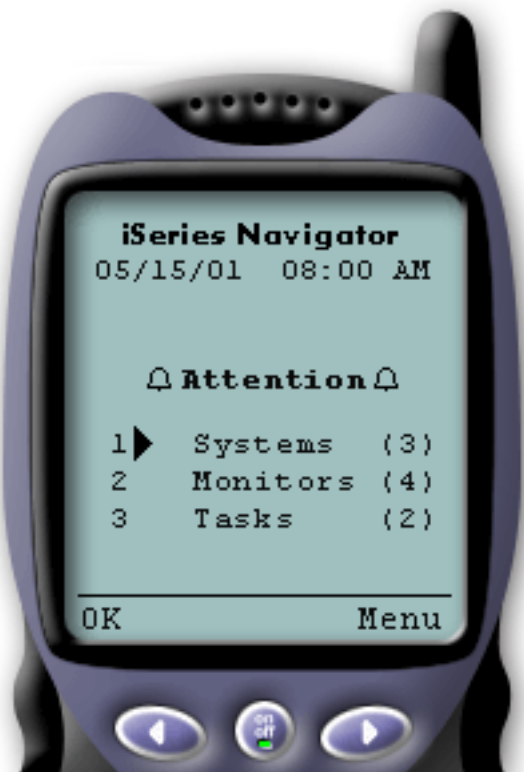 iSeries Navigator
05/15/01 08:00 AM
Attention
1 Systems (3)
2 Monitors (4)
3 Tasks (2)
OK Menu
on
off